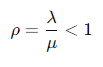 ρ = λ/μ < 1